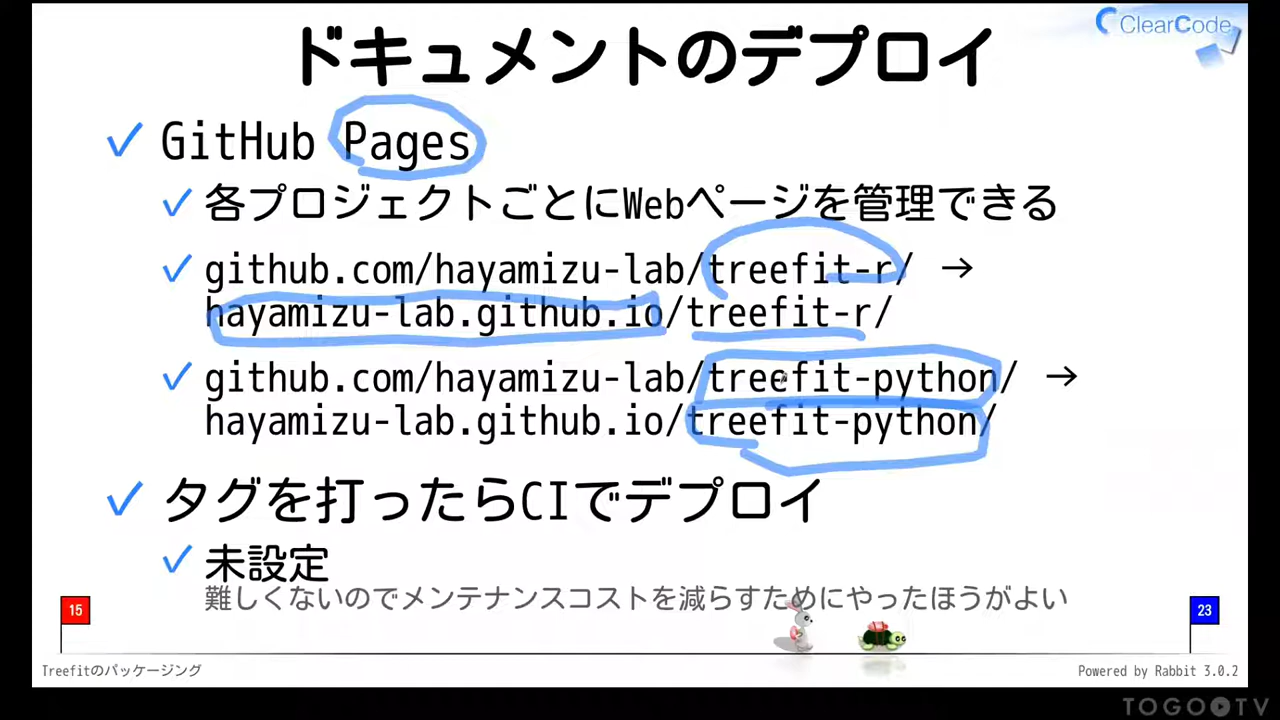 ClearCode
ドキュメントのデプロイ
GitHub Pages
各プロジェクトごとにWebページを管理できる
github.com/hayamizu-lab/treefit-r/ →
hayamizu-lab.github.io/treefit-r/
github.com/hayamizu-lab/treefit-python/ →
hayamizu-lab.github.io/treefit-python/
タグを打ったらCIでデプロイ
未設定
難しくないのでメンテナンスコストを減らすためにやったほうがよい
15
23
Treefitのパッケージング
Powered by Rabbit 3.0.2
TOGOTV